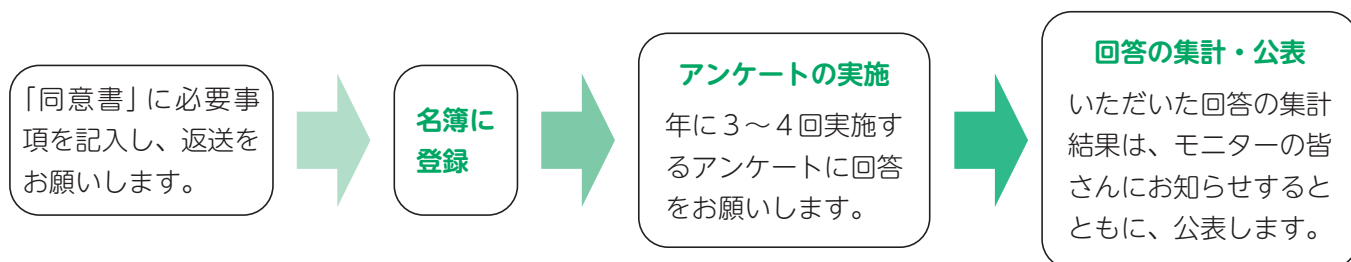 「同意書」に必要事
項を記入し、返送を
お願いします。
名簿に
登録
アンケートの実施
年に３～４回実施す
るアンケートに回答
をお願いします。
回答の集計・公表
いただいた回答の集計
結果は、モニターの皆
さんにお知らせすると
ともに、公表します。